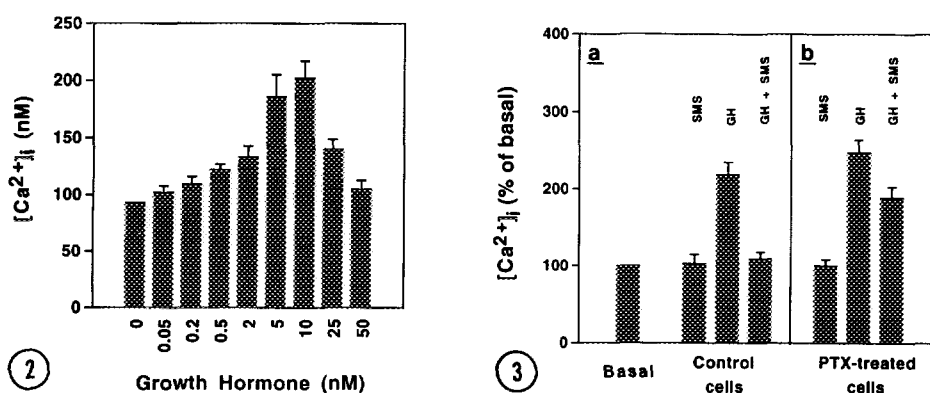 250
200
150
100
50
0
[Ca2+]i (nM)
0 0.05 0.2 0.5 2 5 10 25 50
Growth Hormone (nM)
2
400
300
200
100
0
[Ca2+]i (% of basal)
a
b
SMS GH GH + SMS
SMS GH GH + SMS
Basal
Control
cells
PTX-treated
cells
3